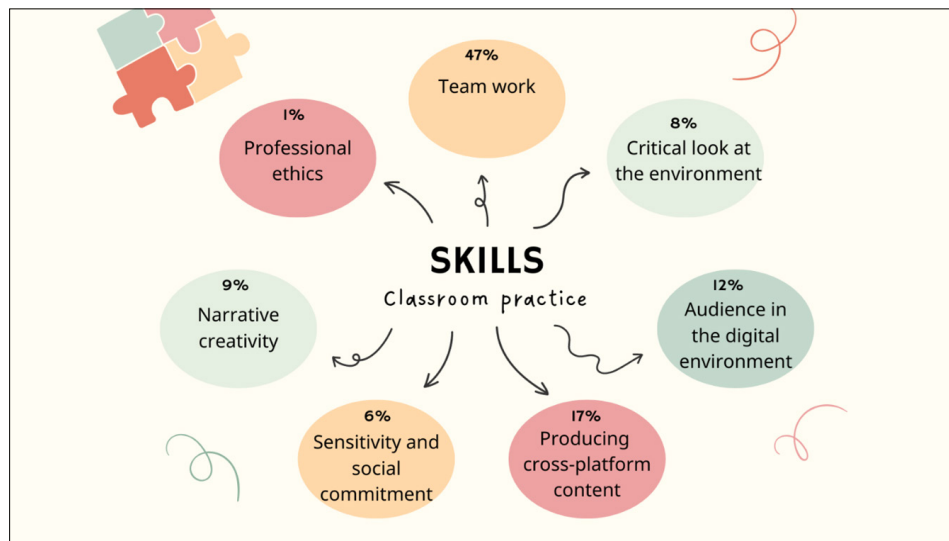 47%
Team work
1%
Professional
ethics
8%
Critical look at
the environment
SKILLS
Classroom practice
9%
Narrative
creativity
12%
Audience in
the digital
environment
6%
Sensitivity and
social
commitment
17%
Producing
cross-platform
content